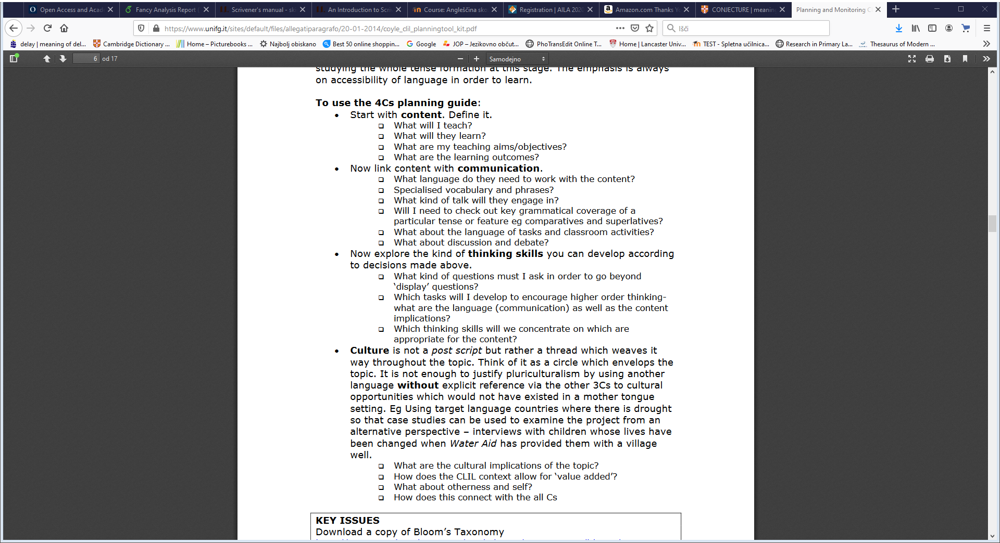 Open Access and Acad
Fancy Analysis Report (
Scrivener's manual - sk
An Introduction to Scri
Course: Angleščina sko
Registration | AILA 2020
Amazon.com Thanks Yo
CONJECTURE | meanin
Planning and Monitoring C
https://www.unifg.it/sites/default/files/allegatiparagrafo/20-01-2014/coyle_clil_planningtool_kit.pdf
Išči
delay | meaning of del...
Cambridge Dictionary ...
Home – Picturebooks ...
Najbolj obiskano
Best 50 online shoppin...
Google
JOP – Jezikovno občut...
PhoTransEdit Online T...
Home | Lancaster Univ...
TEST - Spletna učilnica...
Research in Primary La...
Thesaurus of Modern ...
6 od 17
Samodejno
studying the whole tense formation at this stage. The emphasis is always
on accessibility of language in order to learn.
To use the 4Cs planning guide:
• Start with content. Define it.
❑ What will I teach?
❑ What will they learn?
❑ What are my teaching aims/objectives?
❑ What are the learning outcomes?
• Now link content with communication.
❑ What language do they need to work with the content?
❑ Specialised vocabulary and phrases?
❑ What kind of talk will they engage in?
❑ Will I need to check out key grammatical coverage of a
particular tense or feature eg comparatives and superlatives?
❑ What about the language of tasks and classroom activities?
❑ What about discussion and debate?
• Now explore the kind of thinking skills you can develop according
to decisions made above.
❑ What kind of questions must I ask in order to go beyond
‘display’ questions?
❑ Which tasks will I develop to encourage higher order thinking-
what are the language (communication) as well as the content
implications?
❑ Which thinking skills will we concentrate on which are
appropriate for the content?
• Culture is not a post script but rather a thread which weaves it
way throughout the topic. Think of it as a circle which envelops the
topic. It is not enough to justify pluriculturalism by using another
language without explicit reference via the other 3Cs to cultural
opportunities which would not have existed in a mother tongue
setting. Eg Using target language countries where there is drought
so that case studies can be used to examine the project from an
alternative perspective – interviews with children whose lives have
been changed when Water Aid has provided them with a village
well.
❑ What are the cultural implications of the topic?
❑ How does the CLIL context allow for ‘value added’?
❑ What about otherness and self?
❑ How does this connect with the all Cs
KEY ISSUES
Download a copy of Bloom’s Taxonomy